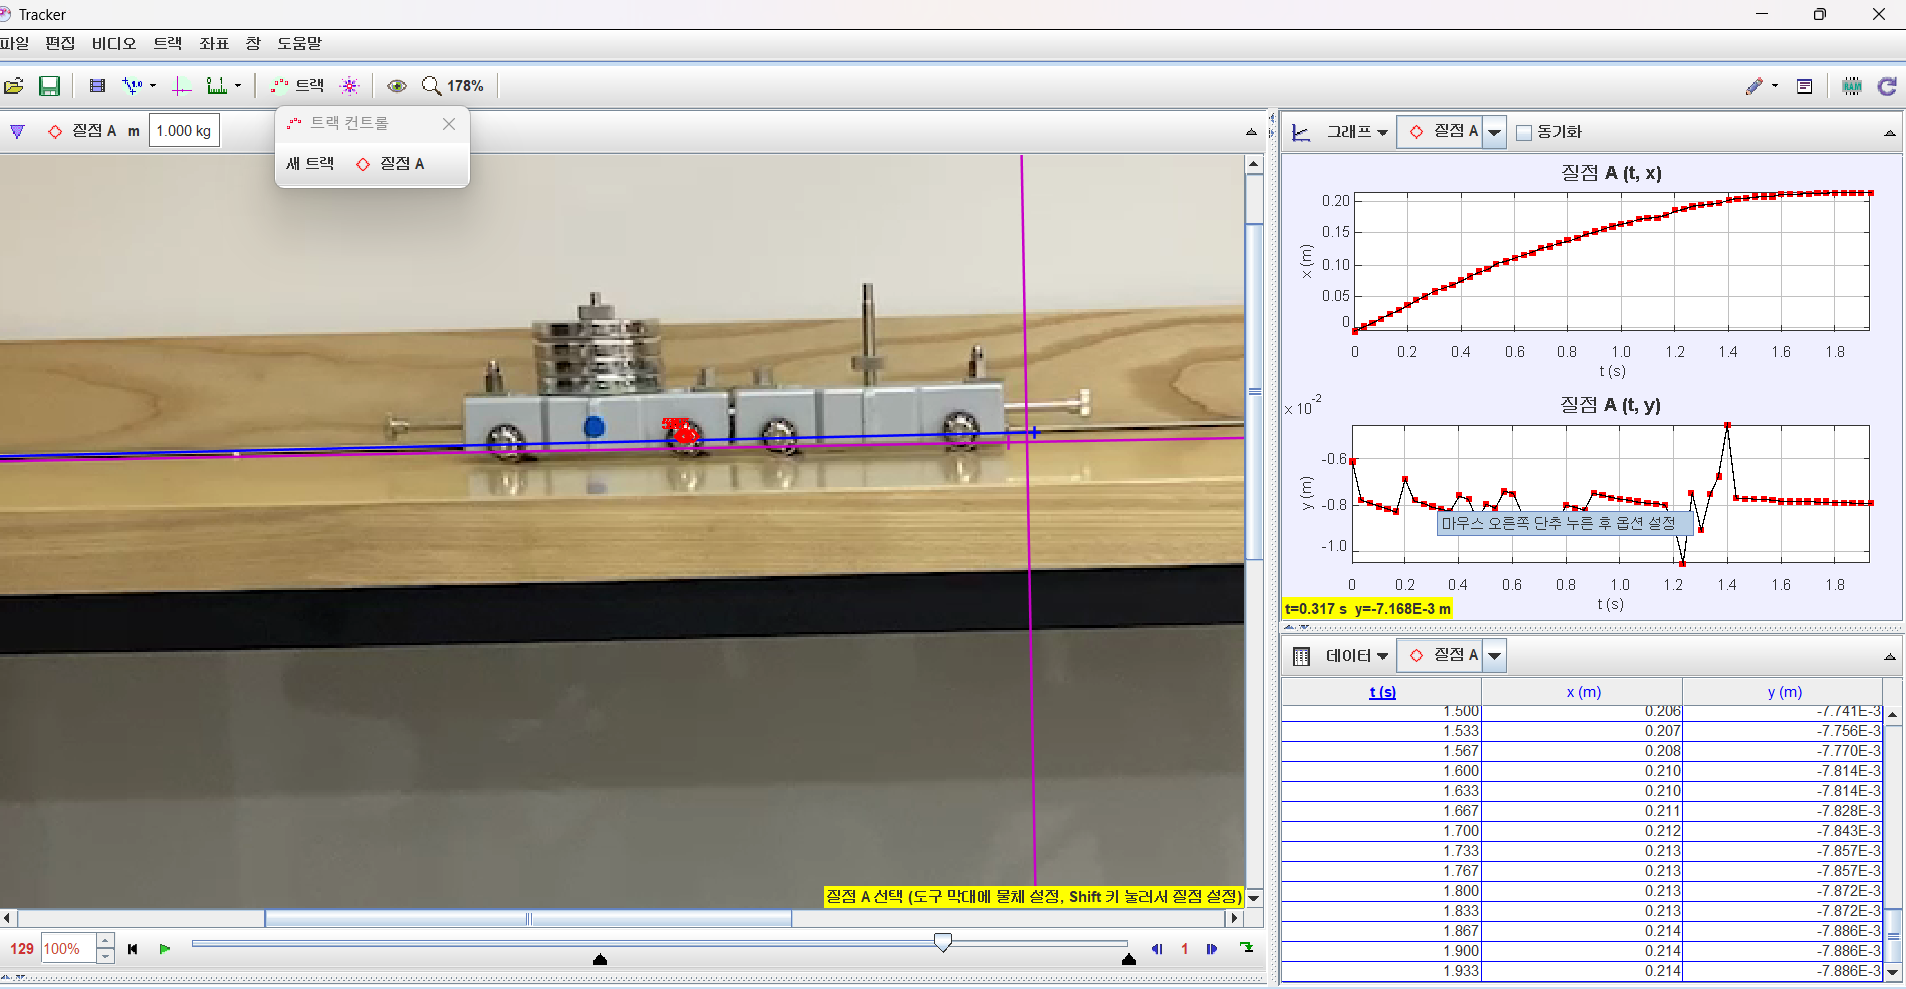 Tracker
파일 편집 비디오 트랙 좌표 창 도움말
트랙 178%
질점 A m 1.000 kg
트랙 컨트롤
새 트랙 질점 A
질점 A 선택 (도구 막대에 물체 설정, Shift 키 눌러서 질점 설정)
129 100% 1
그래프 질점 A 동기화
질점 A (t, x)
x (m)
0.20
0.15
0.10
0.05
0
0 0.2 0.4 0.6 0.8 1.0 1.2 1.4 1.6 1.8
t (s)
질점 A (t, y)
×10⁻²
y (m)
-0.6
-0.8
-1.0
마우스 오른쪽 단추 누른 후 옵션 설정
0 0.2 0.4 0.6 0.8 1.0 1.2 1.4 1.6 1.8
t (s)
t=0.317 s y=-7.168E-3 m
데이터 질점 A
t (s) x (m) y (m)
1.500 0.206 -7.741E-3
1.533 0.207 -7.756E-3
1.567 0.208 -7.770E-3
1.600 0.210 -7.814E-3
1.633 0.210 -7.814E-3
1.667 0.211 -7.828E-3
1.700 0.212 -7.843E-3
1.733 0.213 -7.857E-3
1.767 0.213 -7.857E-3
1.800 0.213 -7.872E-3
1.833 0.213 -7.872E-3
1.867 0.214 -7.886E-3
1.900 0.214 -7.886E-3
1.933 0.214 -7.886E-3